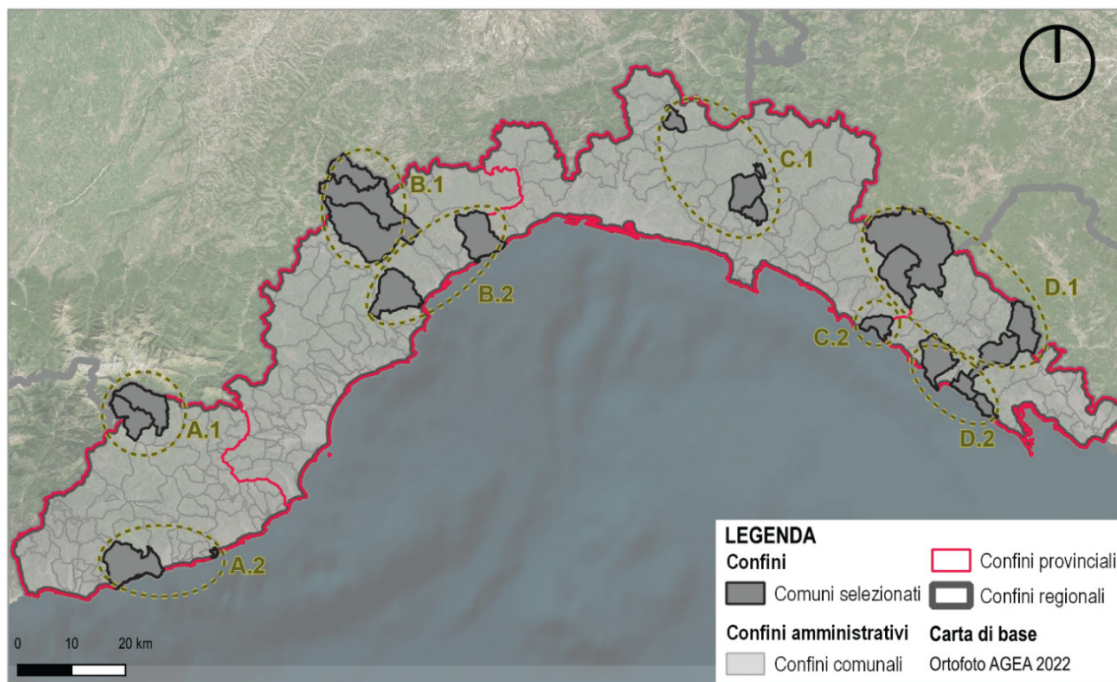 C.1
B.1
B.2
D.1
C.2
A.1
D.2
A.2
LEGENDA
Confini
Comuni selezionati
Confini amministrativi
Confini comunali
Confini provinciali
Confini regionali
Carta di base
Ortofoto AGEA 2022
0 10 20 km